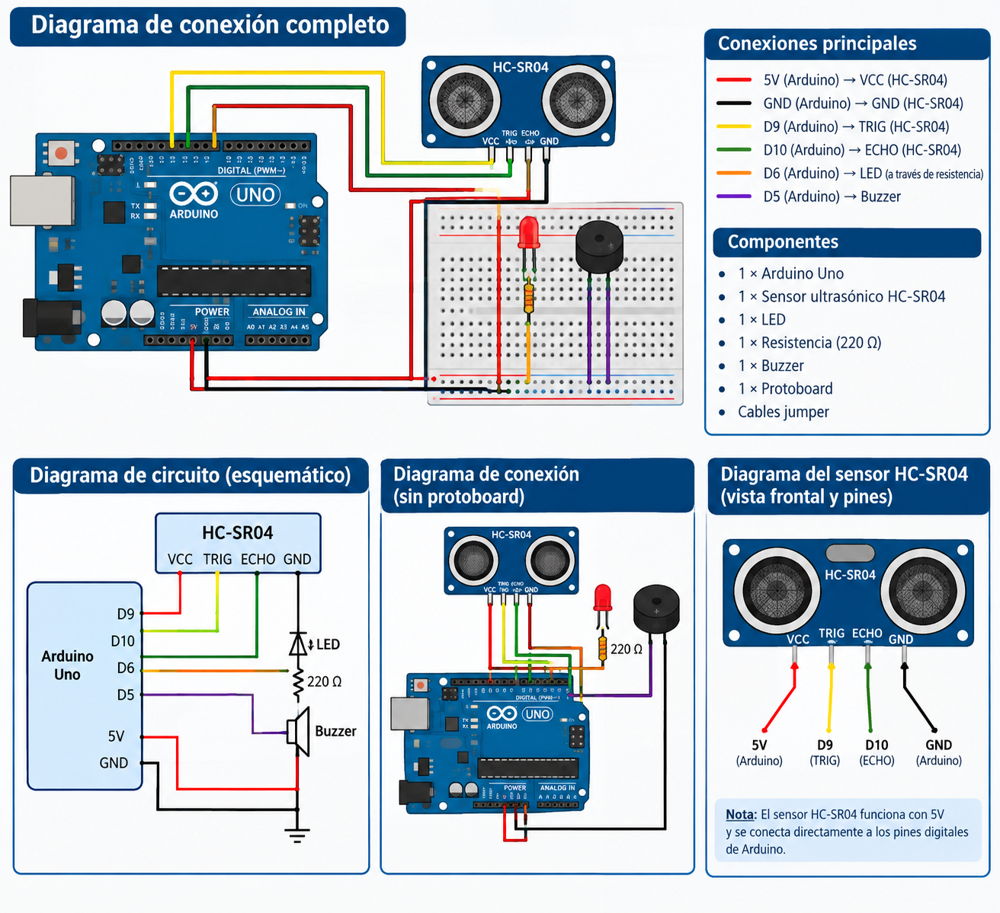 Diagrama de conexión completo
HC-SR04
VCC TRIG ECHO GND
DIGITAL (PWM~)
UNO
ARDUINO
TX
RX
ON
POWER
ANALOG IN
5V
A0 A1 A2 A3 A4 A5
Conexiones principales
5V (Arduino) → VCC (HC-SR04)
GND (Arduino) → GND (HC-SR04)
D9 (Arduino) → TRIG (HC-SR04)
D10 (Arduino) → ECHO (HC-SR04)
D6 (Arduino) → LED (a través de resistencia)
D5 (Arduino) → Buzzer
Componentes
• 1 × Arduino Uno
• 1 × Sensor ultrasónico HC-SR04
• 1 × LED
• 1 × Resistencia (220 Ω)
• 1 × Buzzer
• 1 × Protoboard
• Cables jumper
Diagrama de circuito (esquemático)
HC-SR04
VCC TRIG ECHO GND
Arduino
Uno
D9
D10
D6
D5
5V
GND
LED
220 Ω
Buzzer
Diagrama de conexión
(sin protoboard)
HC-SR04
VCC TRIG ECHO GND
220 Ω
DIGITAL (PWM~)
UNO
ARDUINO
TX
RX
POWER
ANALOG IN
Diagrama del sensor HC-SR04
(vista frontal y pines)
HC-SR04
VCC TRIG ECHO GND
5V
(Arduino)
D9
(TRIG)
D10
(ECHO)
GND
(Arduino)
Nota: El sensor HC-SR04 funciona con 5V
y se conecta directamente a los pines digitales
de Arduino.